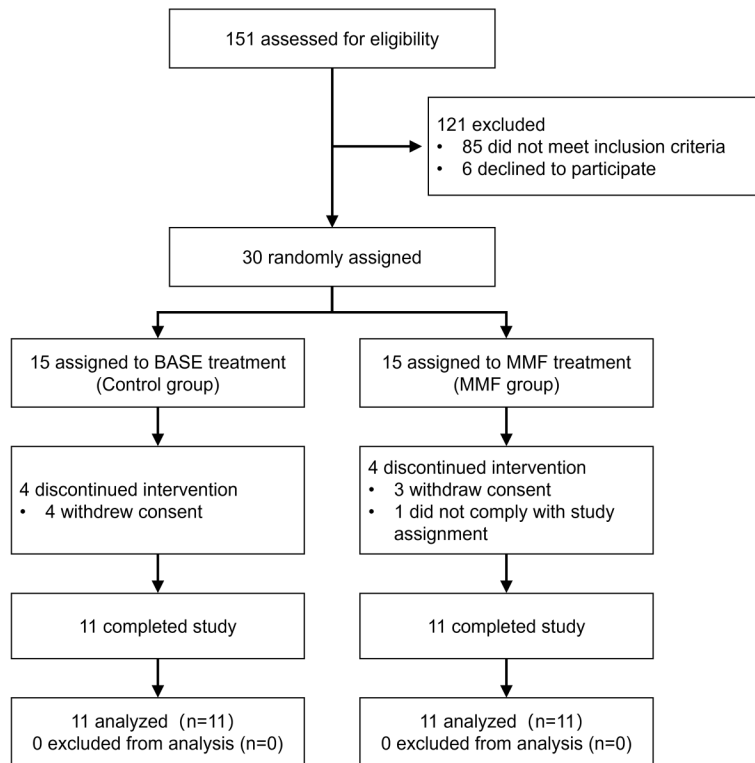 151 assessed for eligibility
121 excluded
• 85 did not meet inclusion criteria
• 6 declined to participate
30 randomly assigned
15 assigned to BASE treatment
(Control group)
15 assigned to MMF treatment
(MMF group)
4 discontinued intervention
• 4 withdrew consent
4 discontinued intervention
• 3 withdraw consent
• 1 did not comply with study
assignment
11 completed study
11 completed study
11 analyzed（n=11）
0 excluded from analysis (n=0)
11 analyzed（n=11）
0 excluded from analysis (n=0)